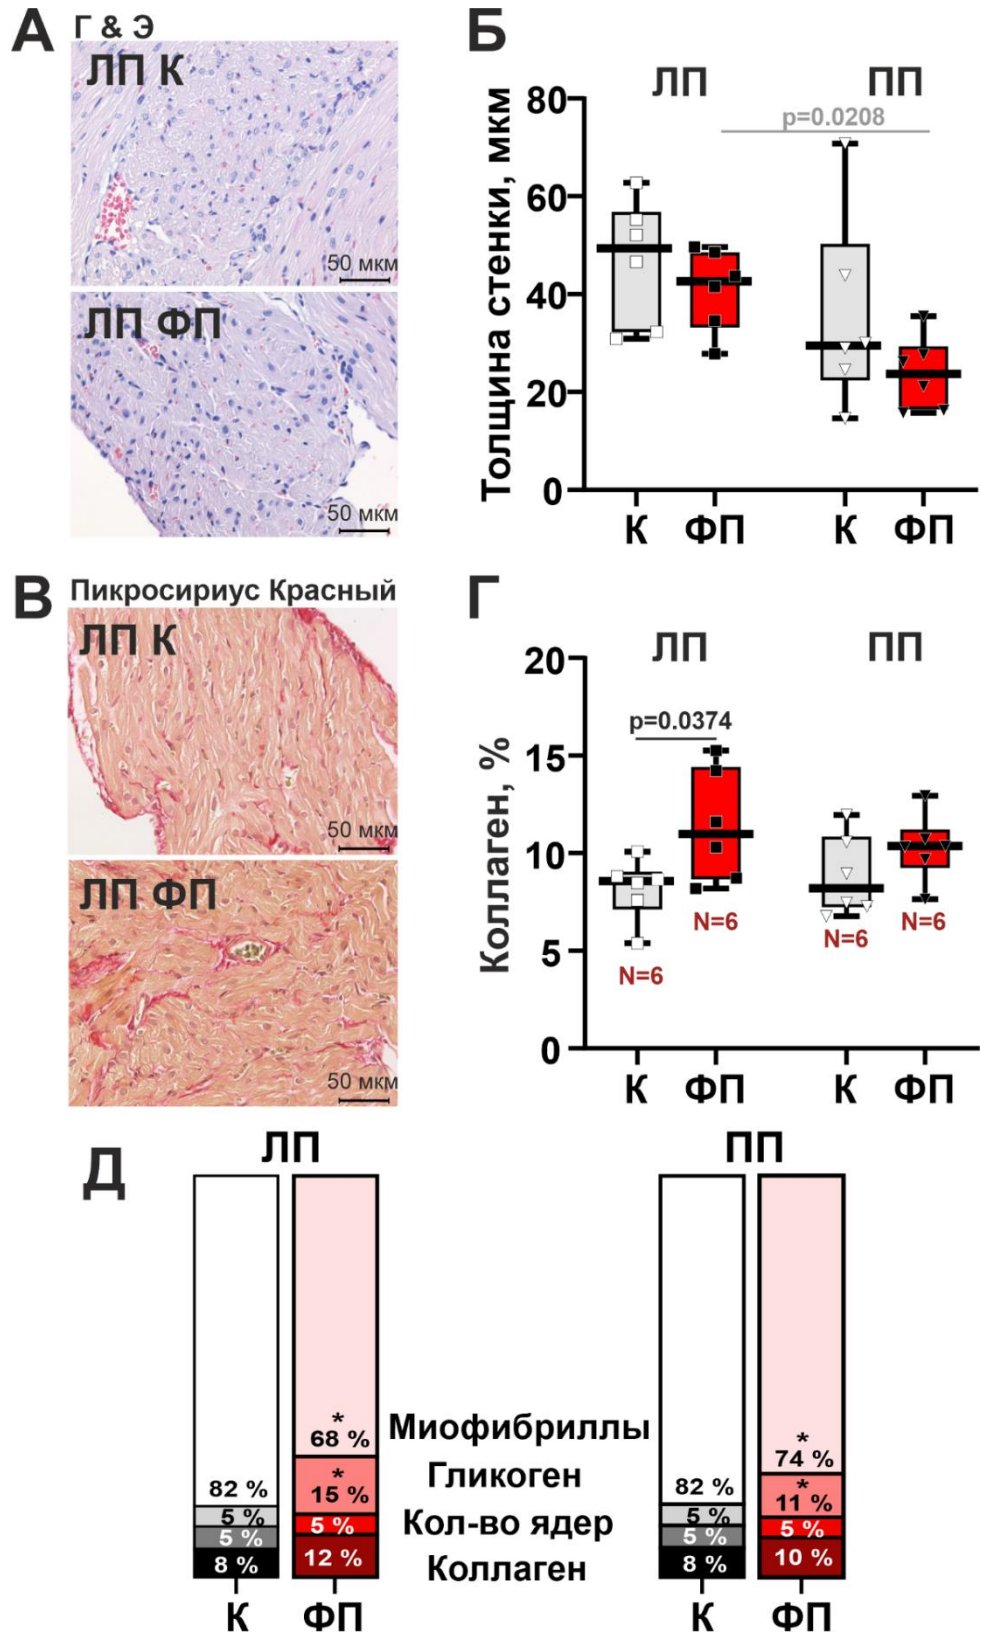 А
Г & Э
ЛП К
50 мкм
ЛП ФП
50 мкм
Б
ЛП
ПП
p=0.0208
Толщина стенки, мкм
80
60
40
20
0
К
ФП
К
ФП
В
Пикросириус Красный
ЛП К
50 мкм
ЛП ФП
50 мкм
Г
ЛП
ПП
p=0.0374
Коллаген, %
20
15
10
5
0
N=6
N=6
N=6
N=6
К
ФП
К
ФП
Д
ЛП
ПП
82 %
5 %
5 %
8 %
*
68 %
*
15 %
5 %
12 %
Миофибриллы
Гликоген
Кол-во ядер
Коллаген
82 %
5 %
5 %
8 %
*
74 %
*
11 %
5 %
10 %
К
ФП
К
ФП